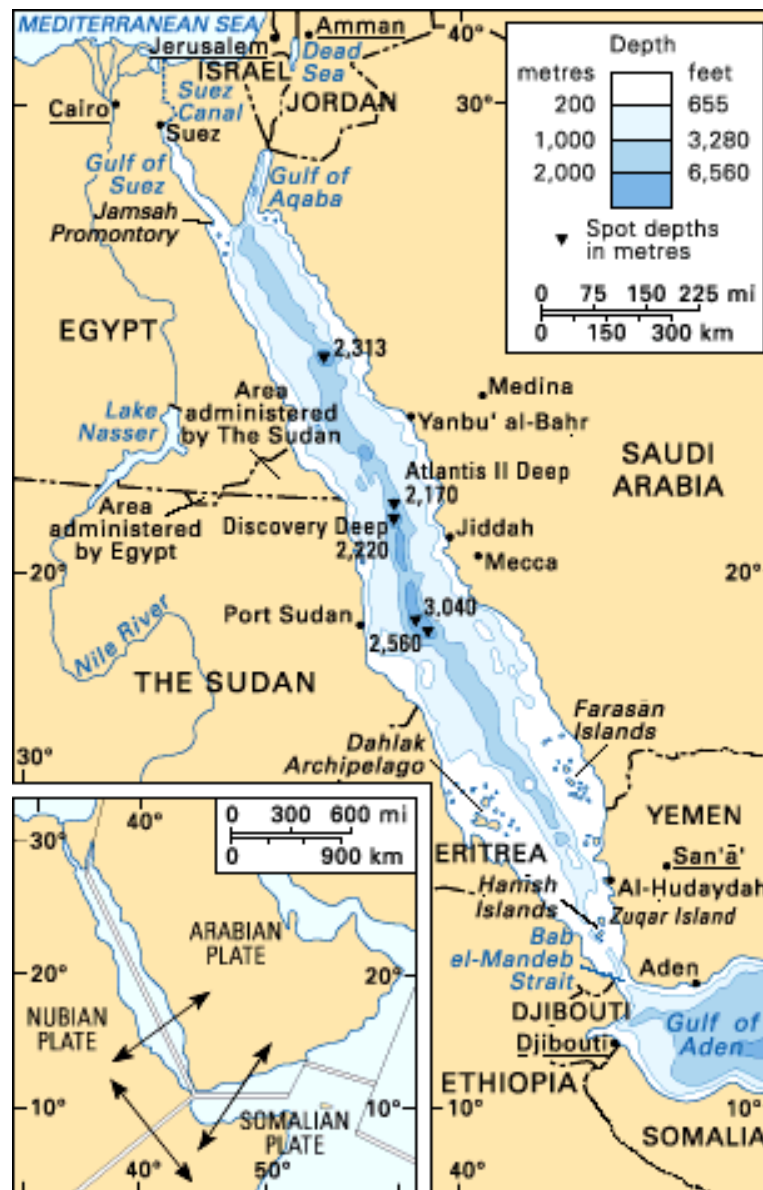 MEDITERRANEAN SEA
Amman
40°
Jerusalem
Dead
Sea
ISRAEL
JORDAN
Suez
Canal
30°
Cairo
Suez
Gulf of
Suez
Gulf of
Aqaba
Jamsah
Promontory
Depth
metres
feet
200
655
1,000
3,280
2,000
6,560
Spot depths
in metres
0 75 150 225 mi
0 150 300 km
EGYPT
2,313
Medina
Area
administered
by The Sudan
Lake
Nasser
Yanbu' al-Bahr
SAUDI
ARABIA
Atlantis II Deep
2,170
Area
administered
by Egypt
Discovery Deep
2,220
Jiddah
Mecca
20°
20°
Port Sudan
3,040
2,560
Nile River
THE SUDAN
Farasān
Islands
Dahlak
Archipelago
30°
YEMEN
ERITREA
San'ā'
Hanish
Islands
Al-Hudaydah
Zuqar Island
Bab
el-Mandeb
Strait
Aden
DJIBOUTI
Gulf of
Aden
Djibouti
ETHIOPIA
10°
10°
SOMALIA
40°
40°
0 300 600 mi
0 900 km
30°
ARABIAN
PLATE
20°
20°
NUBIAN
PLATE
10°
10°
SOMALIAN
PLATE
40°
50°